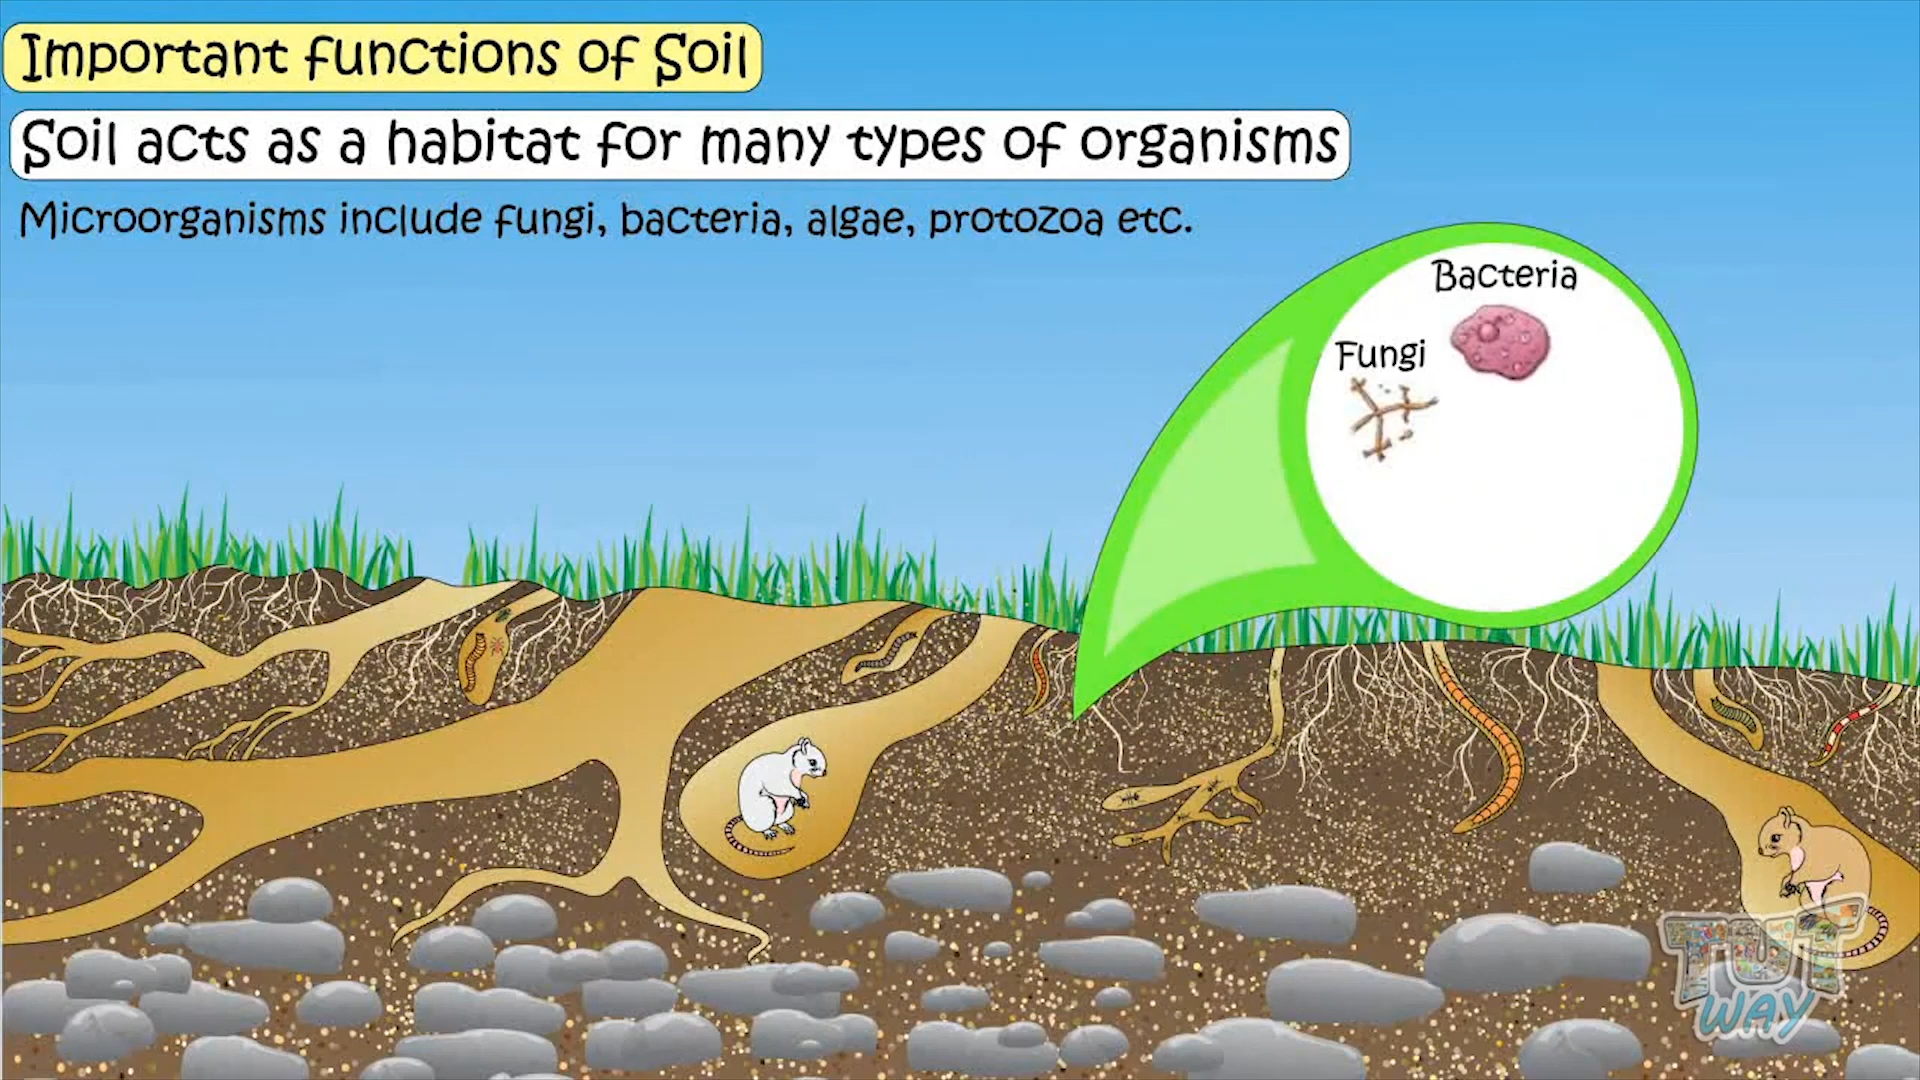 Important functions of Soil
Soil acts as a habitat for many types of organisms
Microorganisms include fungi, bacteria, algae, protozoa etc.
Bacteria
Fungi
TUT
WAY